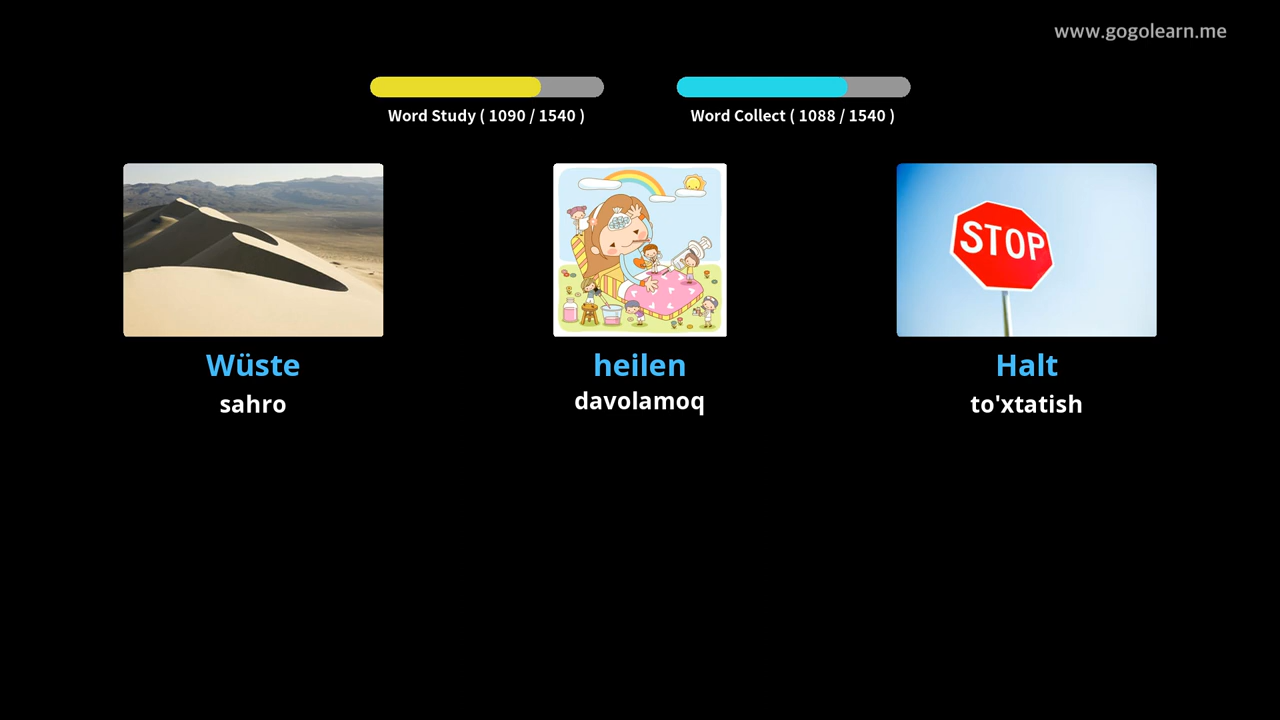 www.gogolearn.me
Word Study ( 1090 / 1540 )
Word Collect ( 1088 / 1540 )
STOP
Wüste
heilen
Halt
sahro
davolamoq
to'xtatish